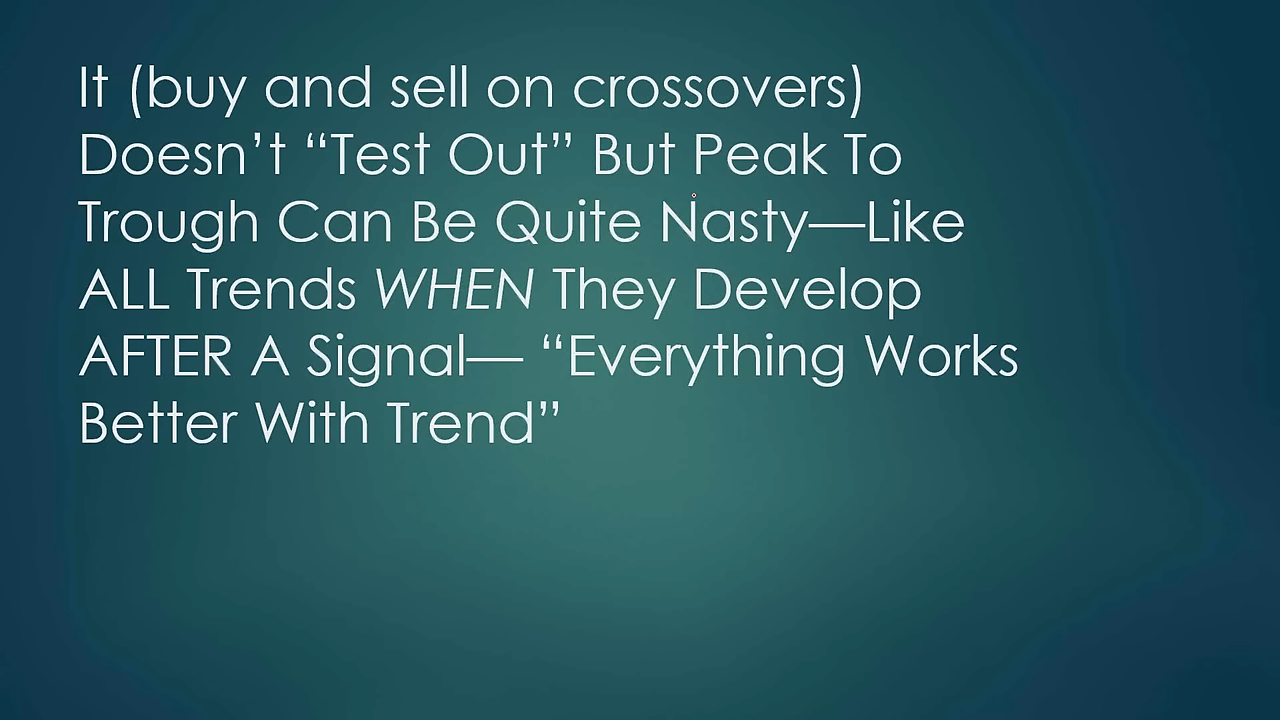 It (buy and sell on crossovers)
Doesn’t “Test Out” But Peak To
Trough Can Be Quite Nasty—Like
ALL Trends WHEN They Develop
AFTER A Signal— “Everything Works
Better With Trend”